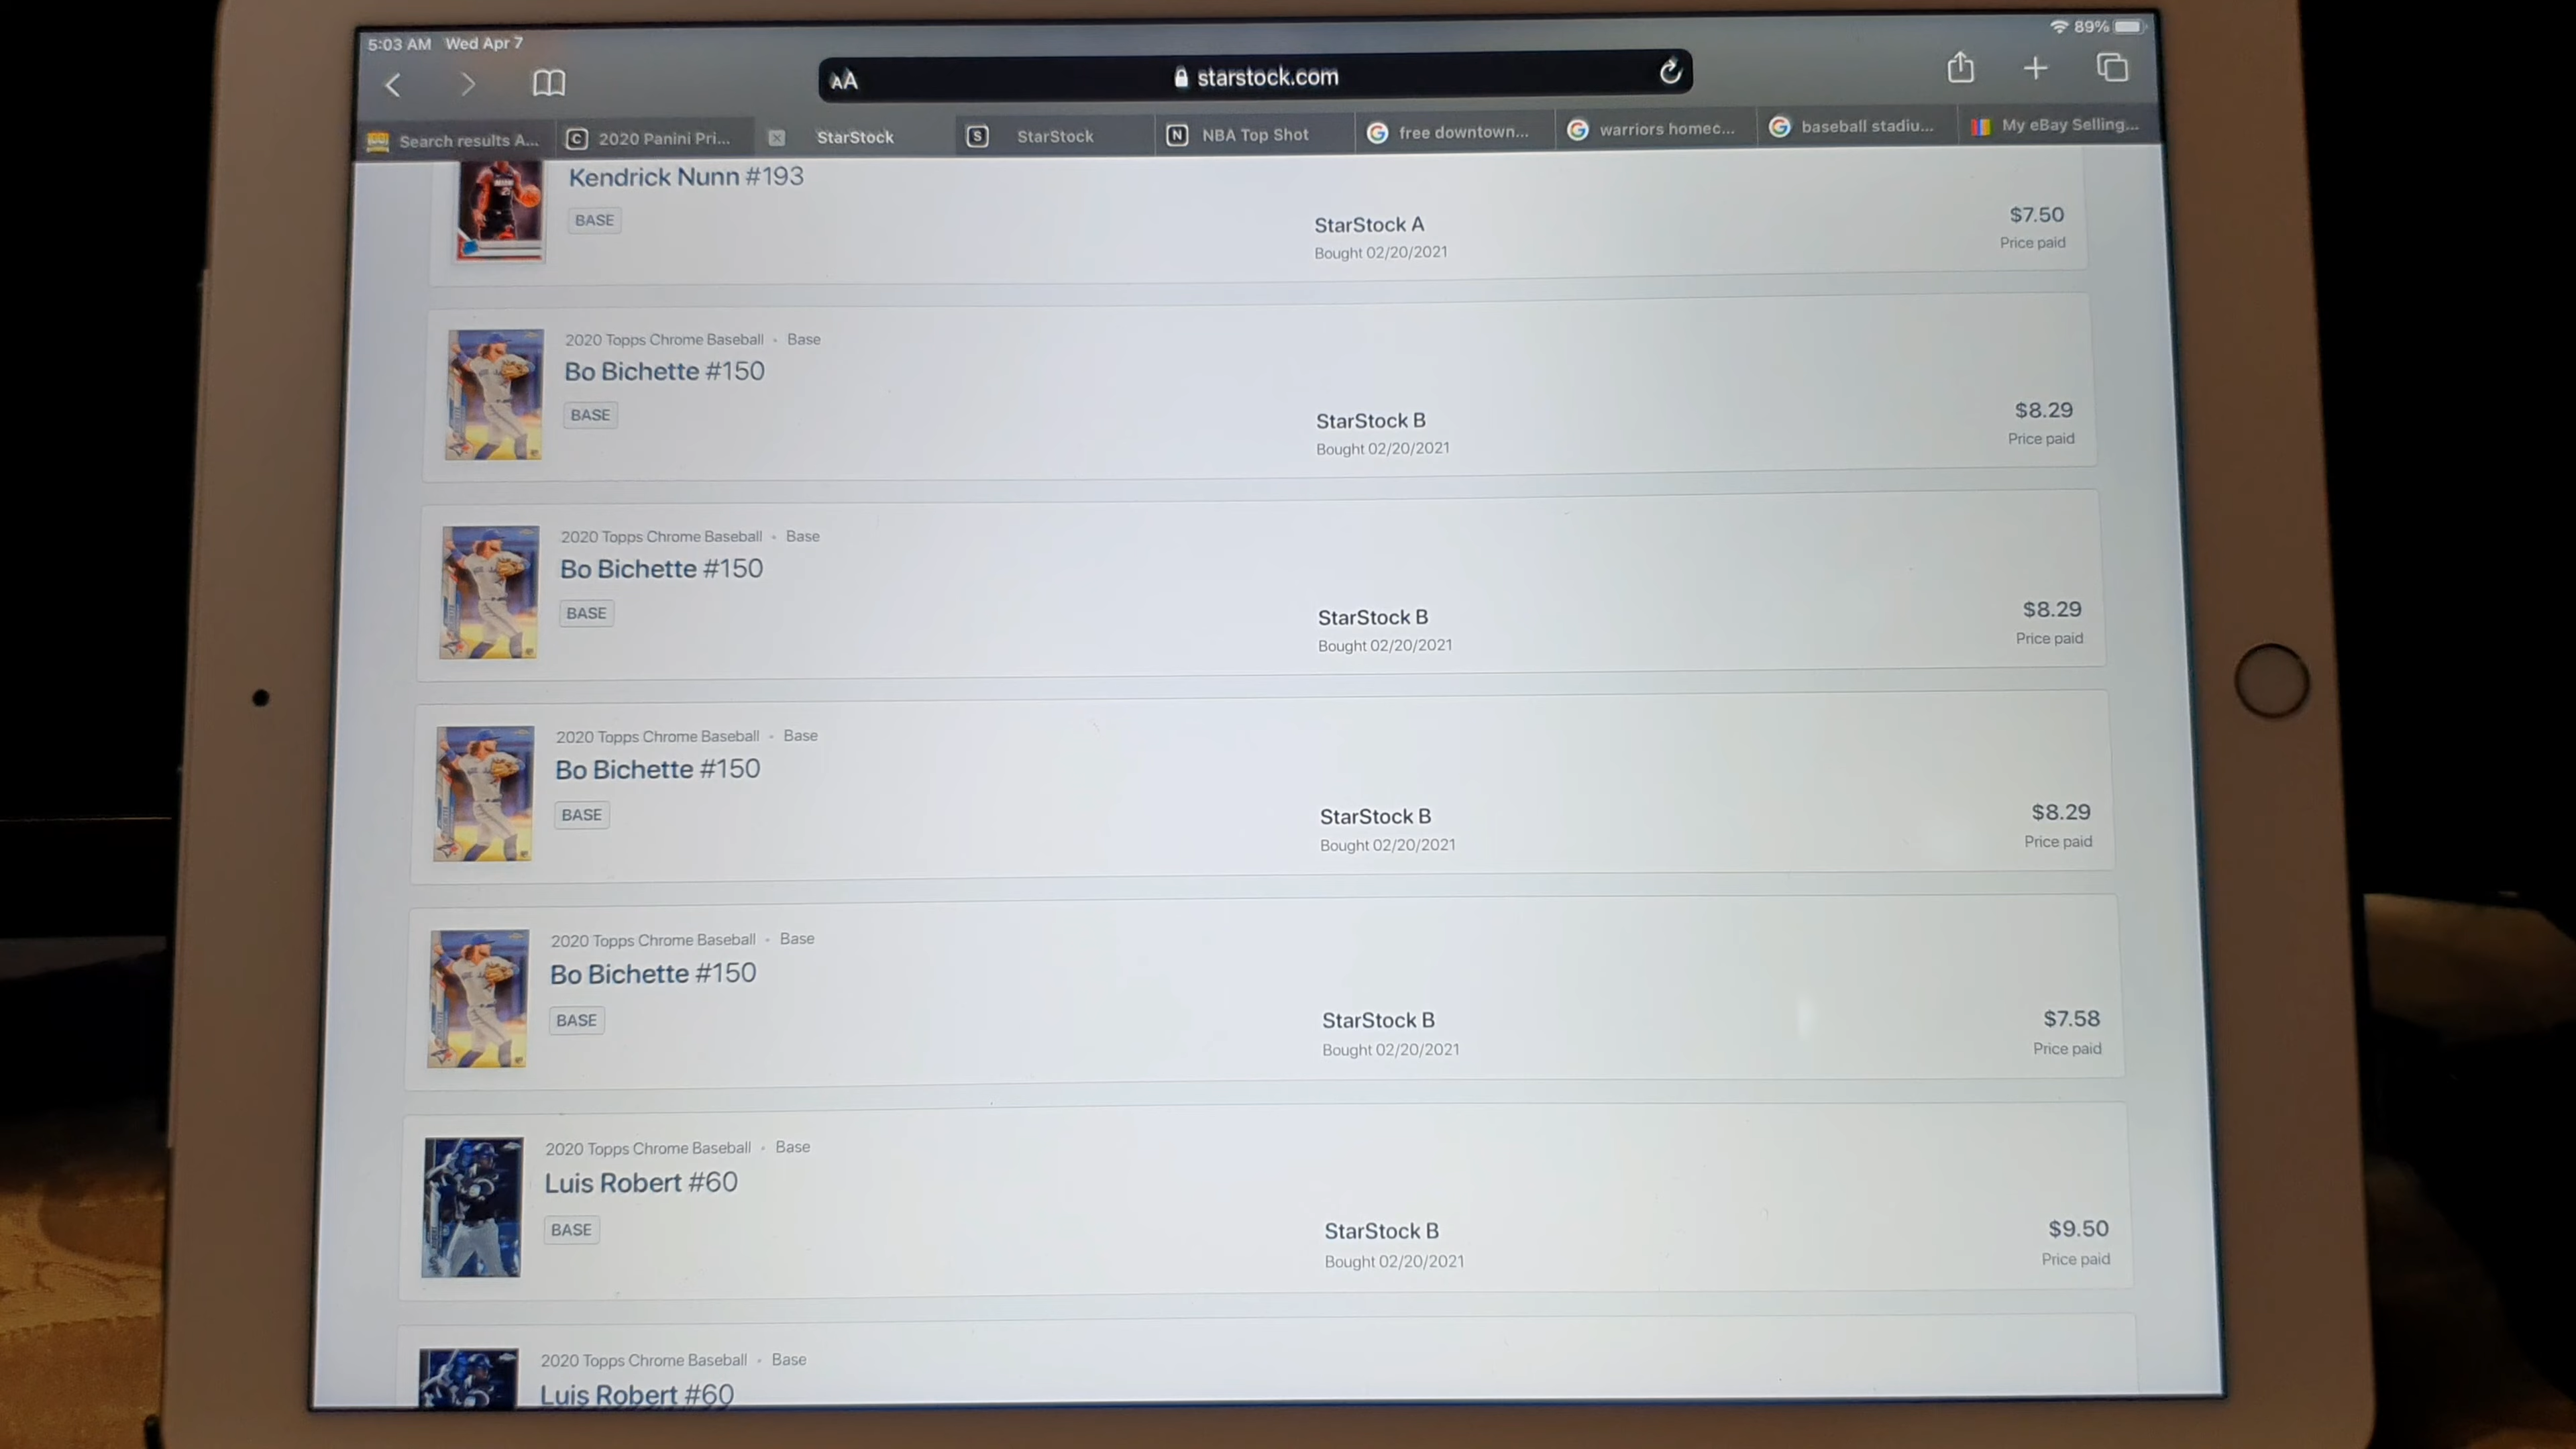 5:03 AM Wed Apr 7
89%
AA
starstock.com
Search results A...
2020 Panini Pri...
StarStock
StarStock
NBA Top Shot
free downtown...
warriors homec...
baseball stadiu...
My eBay Selling...
Kendrick Nunn #193
BASE
StarStock A
Bought 02/20/2021
$7.50
Price paid
2020 Topps Chrome Baseball • Base
Bo Bichette #150
BASE
StarStock B
Bought 02/20/2021
$8.29
Price paid
2020 Topps Chrome Baseball • Base
Bo Bichette #150
BASE
StarStock B
Bought 02/20/2021
$8.29
Price paid
2020 Topps Chrome Baseball • Base
Bo Bichette #150
BASE
StarStock B
Bought 02/20/2021
$8.29
Price paid
2020 Topps Chrome Baseball • Base
Bo Bichette #150
BASE
StarStock B
Bought 02/20/2021
$7.58
Price paid
2020 Topps Chrome Baseball • Base
Luis Robert #60
BASE
StarStock B
Bought 02/20/2021
$9.50
Price paid
2020 Topps Chrome Baseball • Base
Luis Robert #60